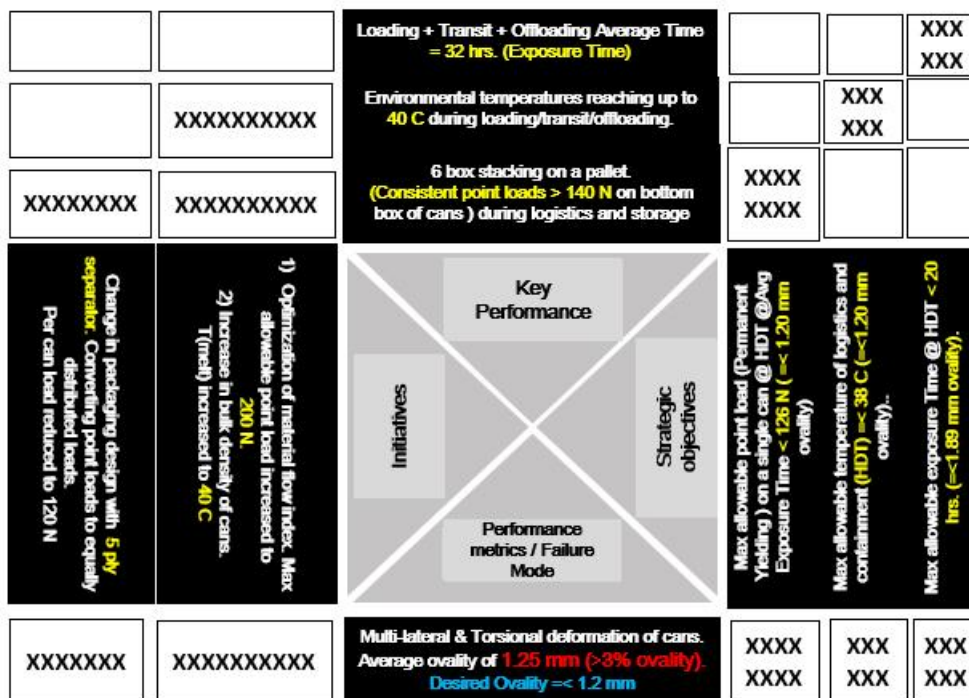 Loading + Transit + Offloading Average Time
= 32 hrs. (Exposure Time)
XXX
XXX
Environmental temperatures reaching up to
40 C during loading/transit/offloading.
XXXXXXXXXX
XXX
XXX
6 box stacking on a pallet.
(Consistent point loads > 140 N on bottom
box of cans ) during logistics and storage
XXXXXXXX
XXXXXXXXXX
XXXX
XXXX
Change in packaging design with 5 ply
separator. Converting point loads to equally
distributed loads.
Per can load reduced to 120 N
1) Optimization of material flow index. Max
allowable point load increased to
200 N.
2) Increase in bulk density of cans.
T(melt) increased to 40 C
Key
Performance
Initiatives
Strategic
objectives
Performance
metrics / Failure
Mode
Max allowable point load (Permanent
Yielding ) on a single can @ HDT @Avg
Exposure Time < 126 N ( =< 1.20 mm
ovality)
Max allowable temperature of logistics and
containment (HDT) =< 38 C (=<1.20 mm
ovality)..
Max allowable exposure Time @ HDT < 20
hrs. (=<1.89 mm ovality).
XXXXXXX
XXXXXXXXXX
Multi-lateral & Torsional deformation of cans.
Average ovality of 1.25 mm (>3% ovality).
Desired Ovality =< 1.2 mm
XXXX
XXXX
XXX
XXX
XXX
XXX